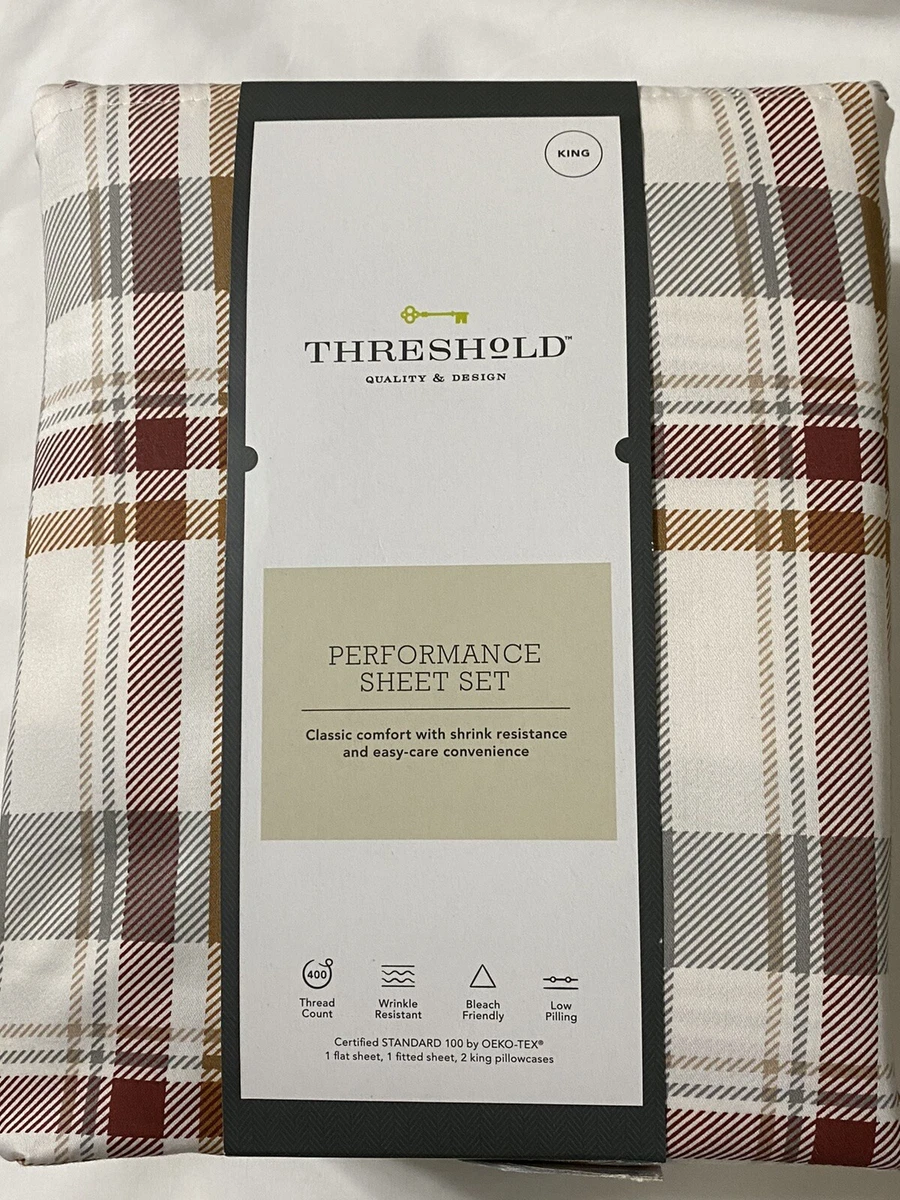 KING
THRESHOLD™
QUALITY & DESIGN
PERFORMANCE
SHEET SET
Classic comfort with shrink resistance
and easy-care convenience
400
Thread
Count
Wrinkle
Resistant
Bleach
Friendly
Low
Pilling
Certified STANDARD 100 by OEKO-TEX®
1 flat sheet, 1 fitted sheet, 2 king pillowcases